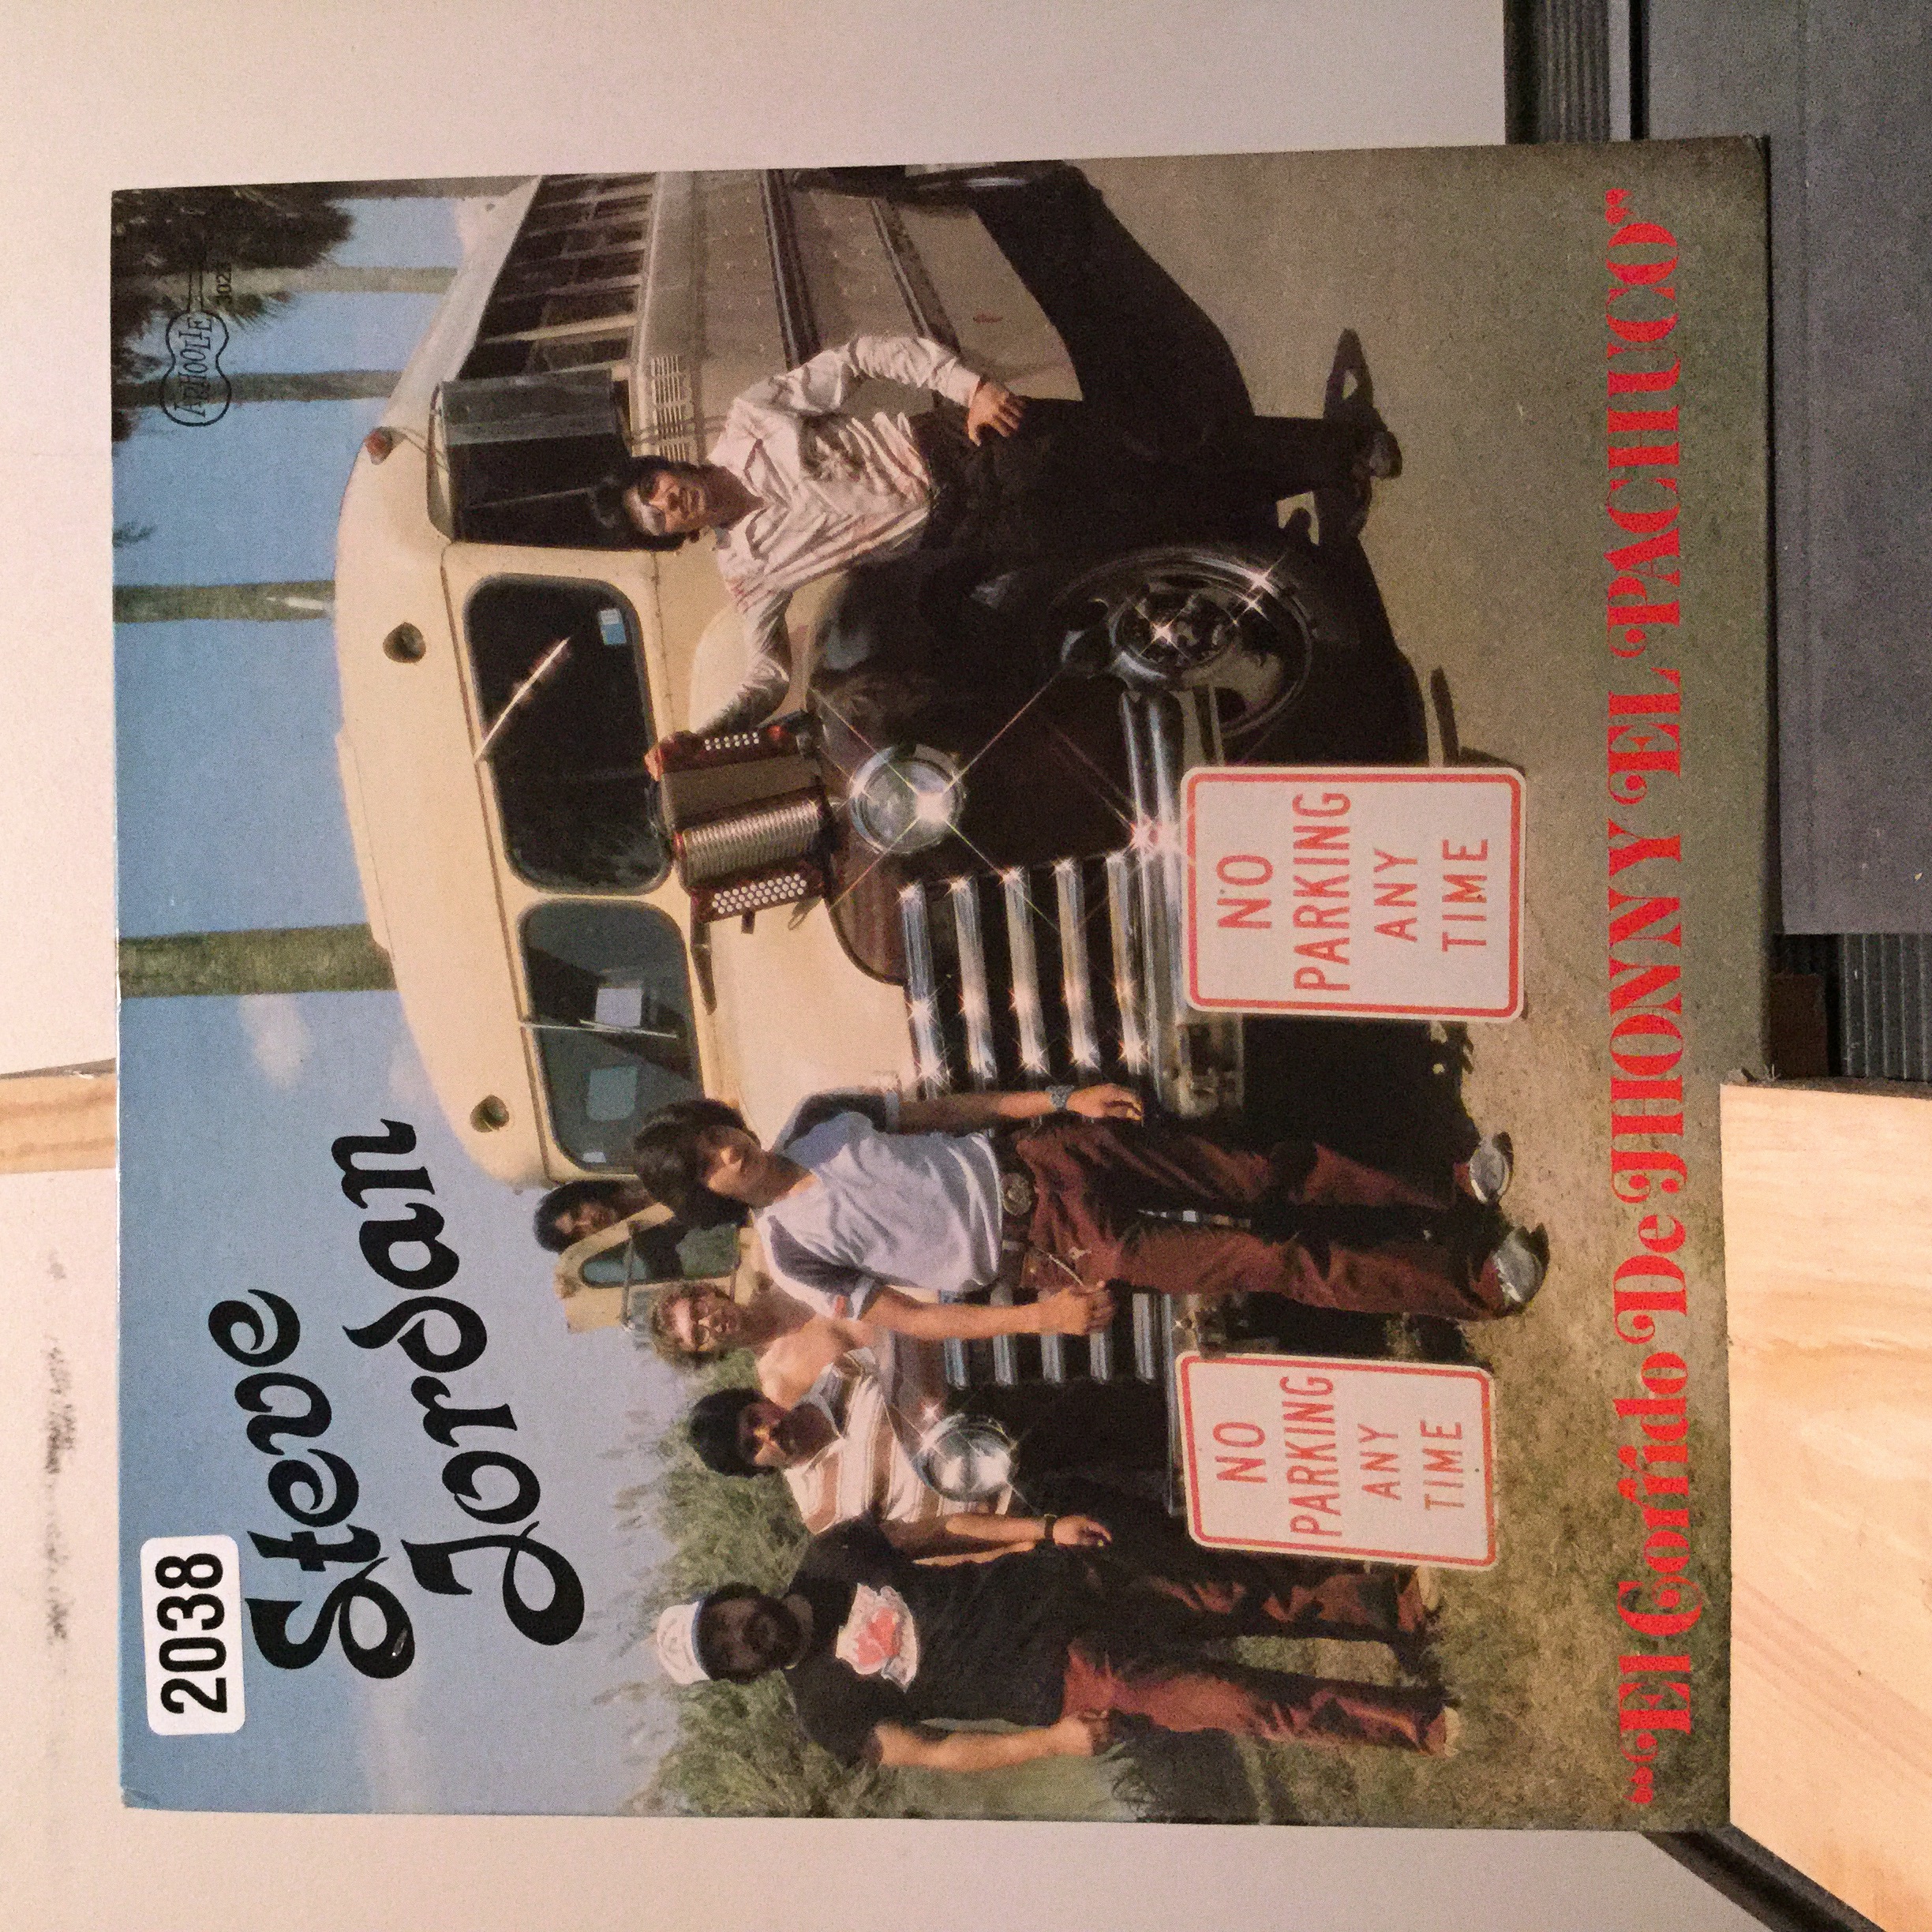 2038
Steve
Jordan
ARHOOLIE
NO
PARKING
ANY
TIME
NO
PARKING
ANY
TIME
"El Corrido De JHONNY EL PACHUCO"